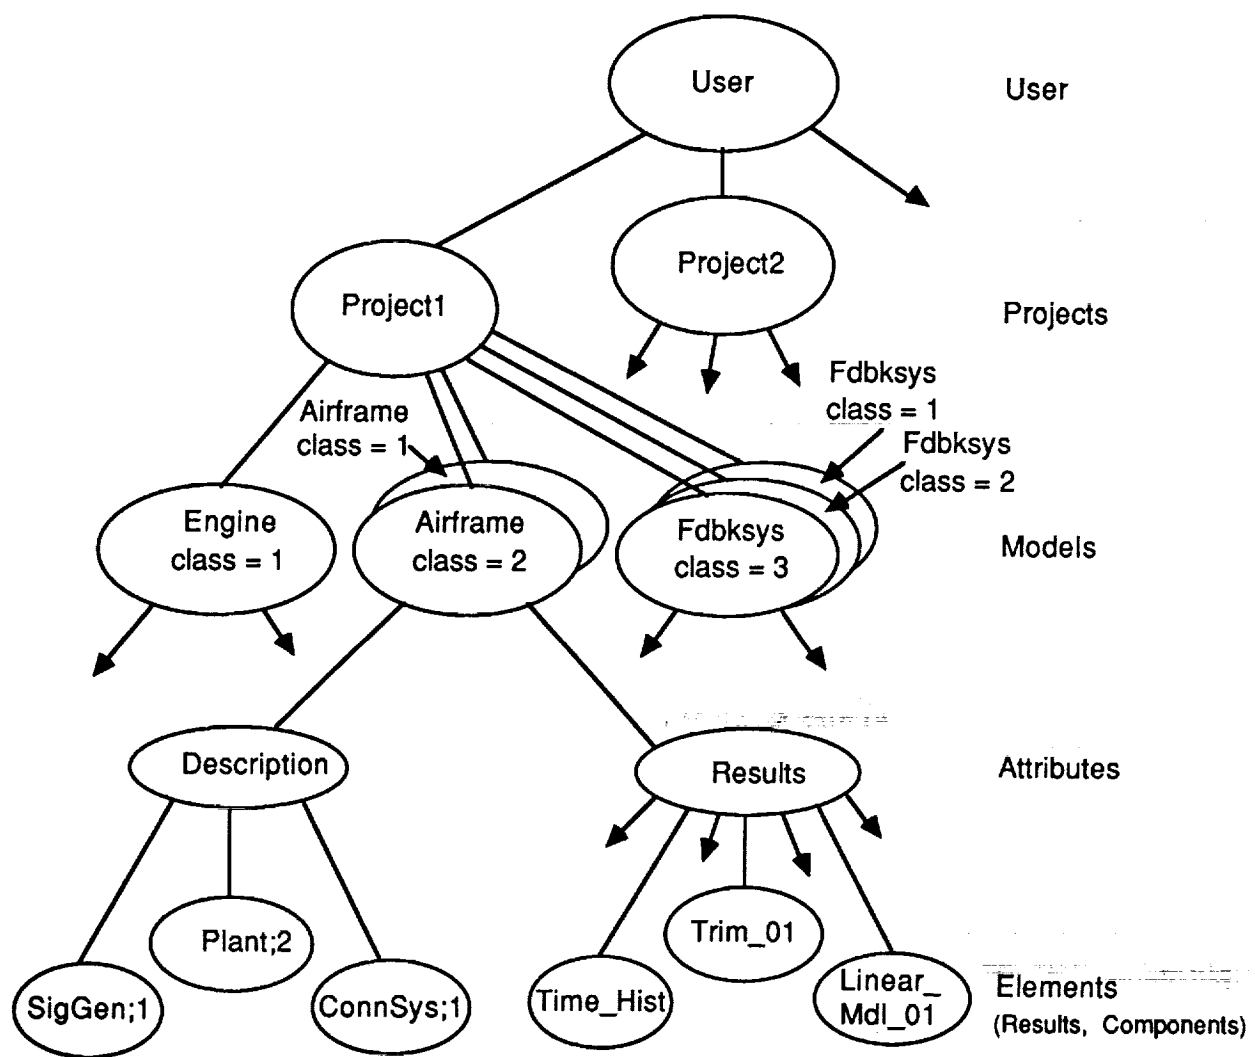 User
User
Project2
Project1
Projects
Fdbksys
class = 1
Airframe
class = 1
Fdbksys
class = 2
Engine
class = 1
Airframe
class = 2
Fdbksys
class = 3
Models
Description
Results
Attributes
Plant;2
Trim_01
SigGen;1
ConnSys;1
Time_Hist
Linear_
Mdl_01
Elements
(Results, Components)